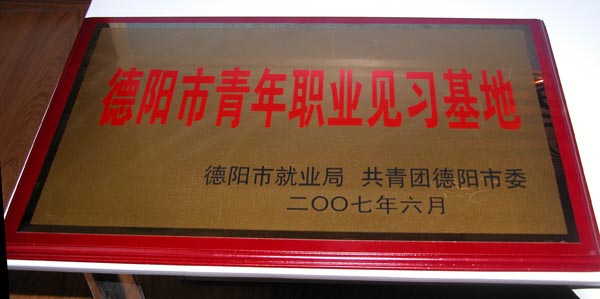 德阳市青年职业见习基地
德阳市就业局 共青团德阳市委
二〇〇七年六月